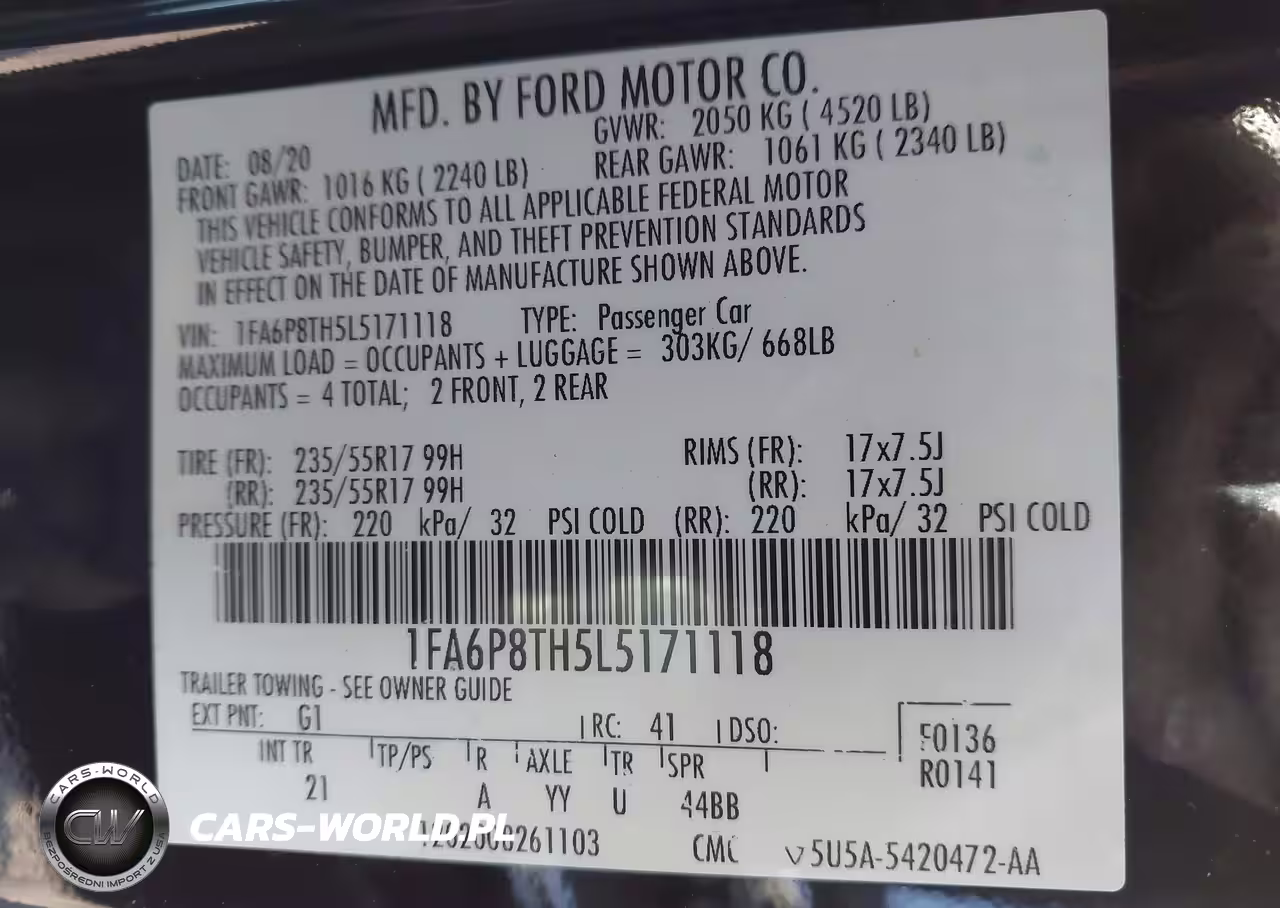 MFD. BY FORD MOTOR CO.
DATE: 08/20 GVWR: 2050 KG ( 4520 LB)
FRONT GAWR: 1016 KG ( 2240 LB) REAR GAWR: 1061 KG ( 2340 LB)
THIS VEHICLE CONFORMS TO ALL APPLICABLE FEDERAL MOTOR
VEHICLE SAFETY, BUMPER, AND THEFT PREVENTION STANDARDS
IN EFFECT ON THE DATE OF MANUFACTURE SHOWN ABOVE.
VIN: 1FA6P8TH5L5171118 TYPE: Passenger Car
MAXIMUM LOAD = OCCUPANTS + LUGGAGE = 303KG/ 668LB
OCCUPANTS = 4 TOTAL; 2 FRONT, 2 REAR
TIRE (FR): 235/55R17 99H RIMS (FR): 17x7.5J
(RR): 235/55R17 99H (RR): 17x7.5J
PRESSURE (FR): 220 kPa/ 32 PSI COLD (RR): 220 kPa/ 32 PSI COLD
1FA6P8TH5L5171118
TRAILER TOWING - SEE OWNER GUIDE
EXT PNT: G1 RC: 41 DSO: F0136
INT TR TP/PS R AXLE TR SPR R0141
21 A YY U 44BB
CMC 5U5A-5420472-AA
CARS-WORLD
CW
BEZPOŚREDNI IMPORT Z USA
CARS-WORLD.PL